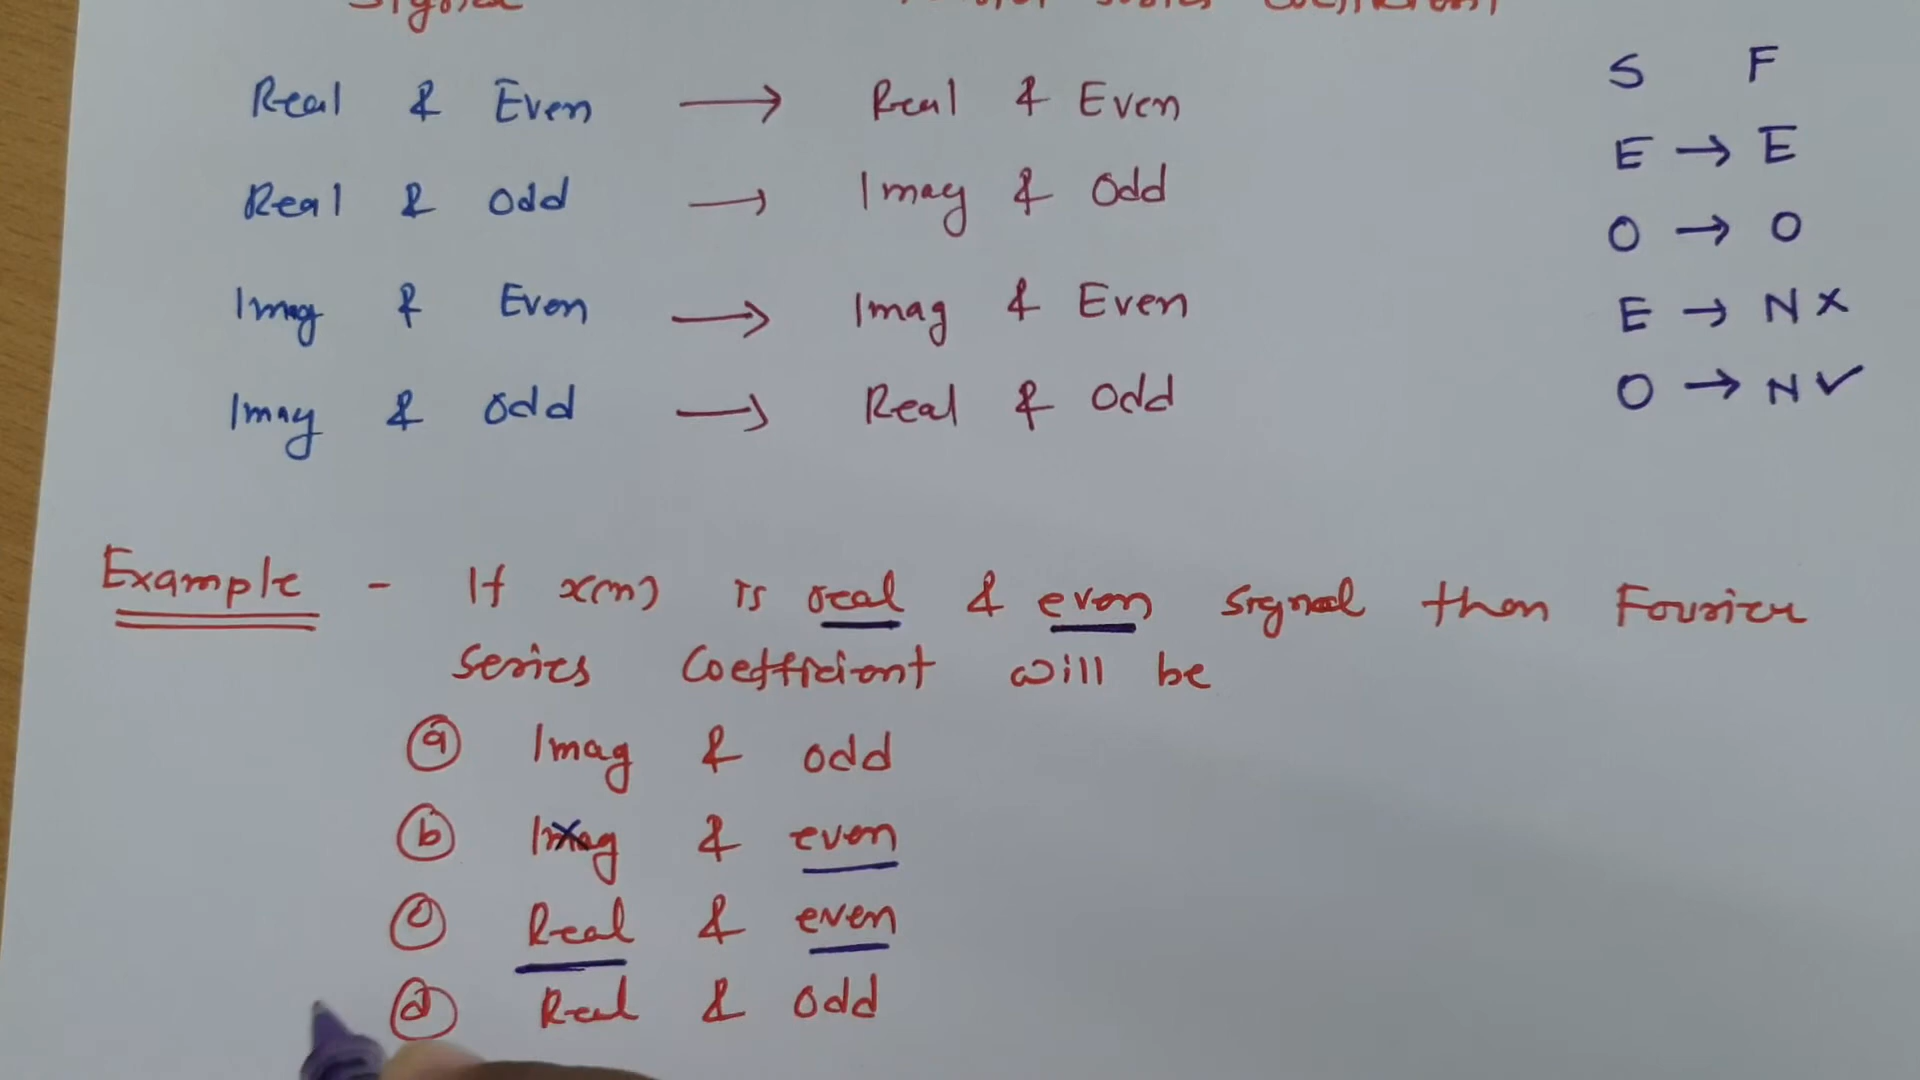 Signal
Real & Even → Real & Even
Real & odd → Imag & Odd
Imag & Even → Imag & Even
Imag & odd → Real & Odd
S F
E → E
O → O
E → N ×
O → N ✓
Example - If x(n) is real & even signal then Fourier
Series Coefficient will be
(a) Imag & odd
(b) Imag & even
(c) Real & even
(d) Real & odd